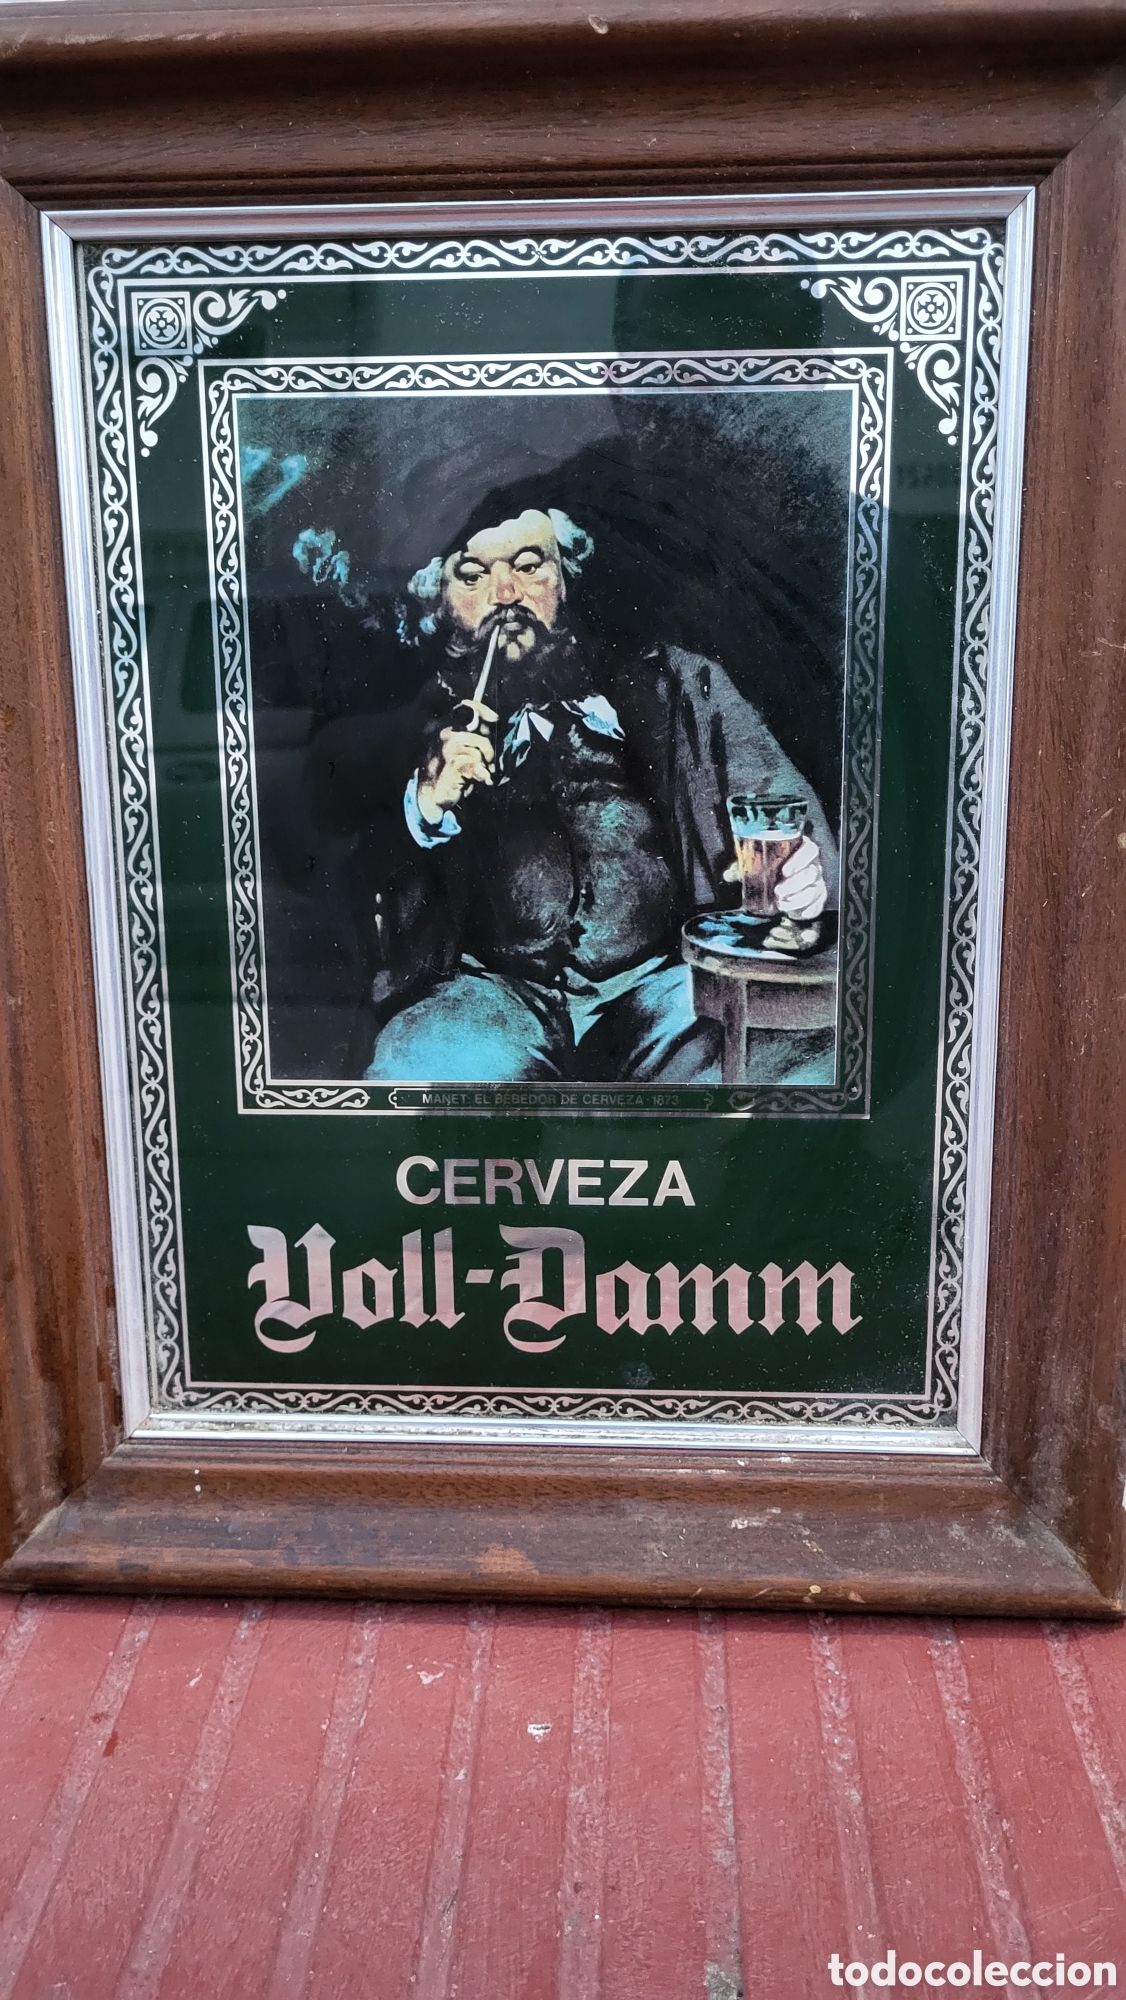 MANET: EL BEBEDOR DE CERVEZA-1873
CERVEZA
Voll-Damm
todocoleccion